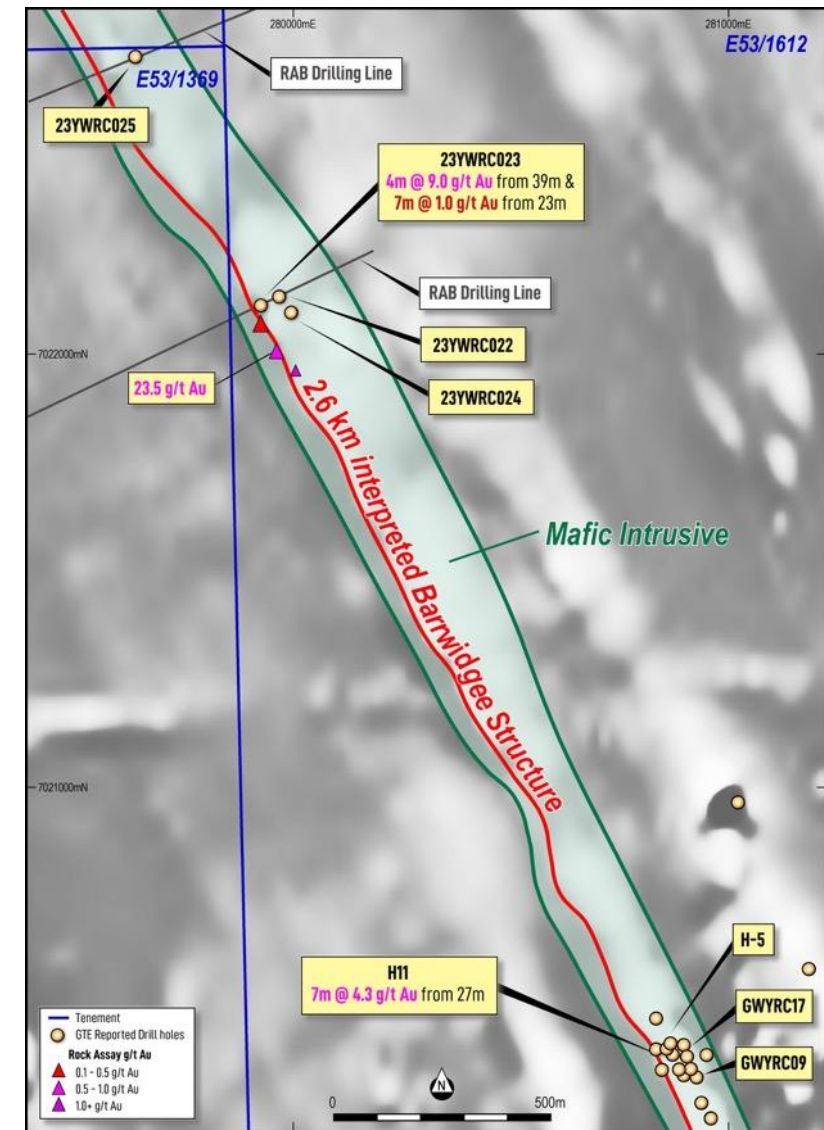 280000mE
281000mE
E53/1612
RAB Drilling Line
E53/1369
23YWRC025
23YWRC023
4m @ 9.0 g/t Au from 39m &
7m @ 1.0 g/t Au from 23m
RAB Drilling Line
23YWRC022
7022000mN
23.5 g/t Au
23YWRC024
2.6 km interpreted Barrwidgee Structure
Mafic Intrusive
7021000mN
H-5
H11
7m @ 4.3 g/t Au from 27m
GWYRC17
GWYRC09
Tenement
GTE Reported Drill holes
Rock Assay g/t Au
0.1 - 0.5 g/t Au
0.5 - 1.0 g/t Au
1.0+ g/t Au
N
0
500m